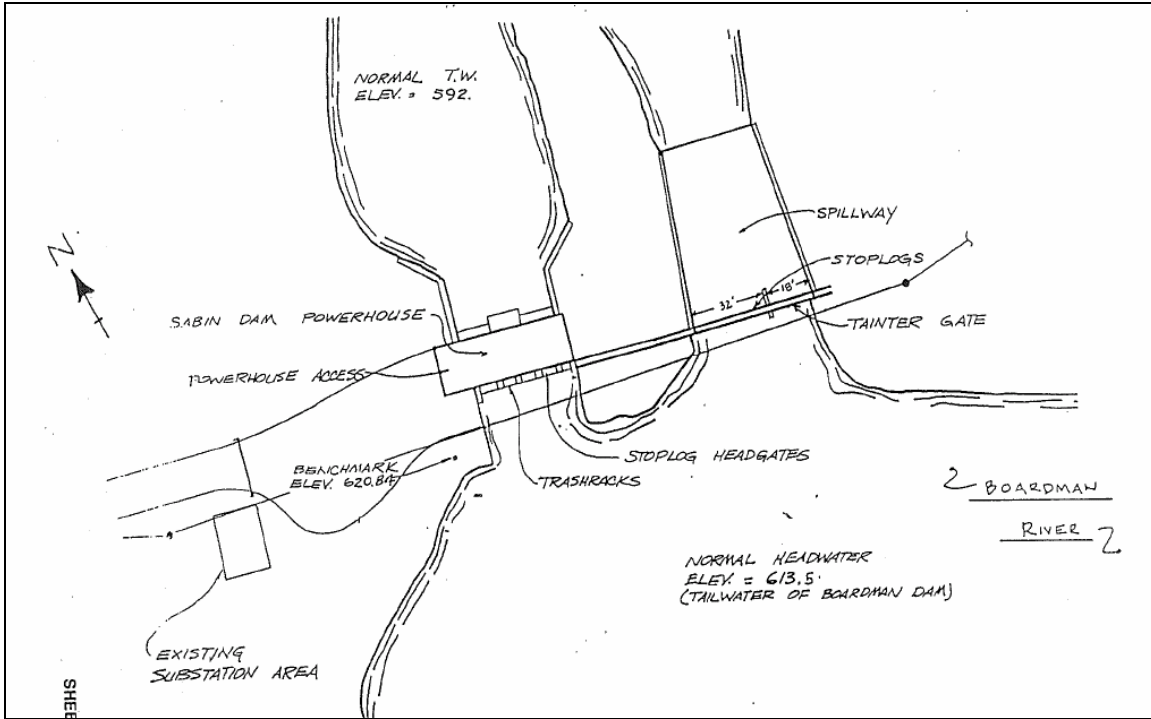 NORMAL T.W.
ELEV. = 592.
SPILLWAY
STOPLOGS
32'
18'
TAINTER GATE
N
SABIN DAM POWERHOUSE
POWERHOUSE ACCESS
BENCHMARK
ELEV. 620.84
STOPLOG HEADGATES
TRASHRACKS
BOARDMAN
RIVER
NORMAL HEADWATER
ELEV. = 613.5.
(TAILWATER OF BOARDMAN DAM)
EXISTING
SUBSTATION AREA